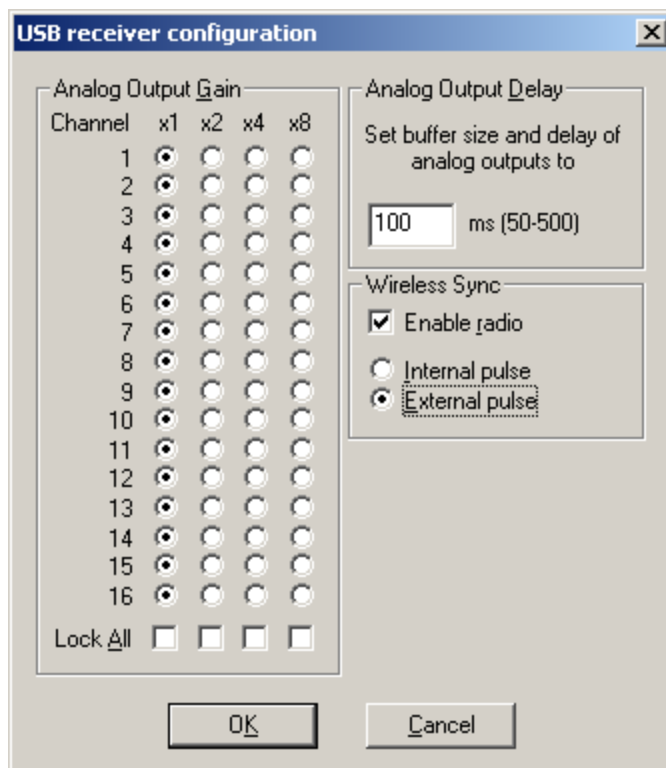 USB receiver configuration
Analog Output Gain
Channel x1 x2 x4 x8
1
2
3
4
5
6
7
8
9
10
11
12
13
14
15
16
Lock All
Analog Output Delay
Set buffer size and delay of
analog outputs to
100 ms (50-500)
Wireless Sync
Enable radio
Internal pulse
External pulse
OK
Cancel